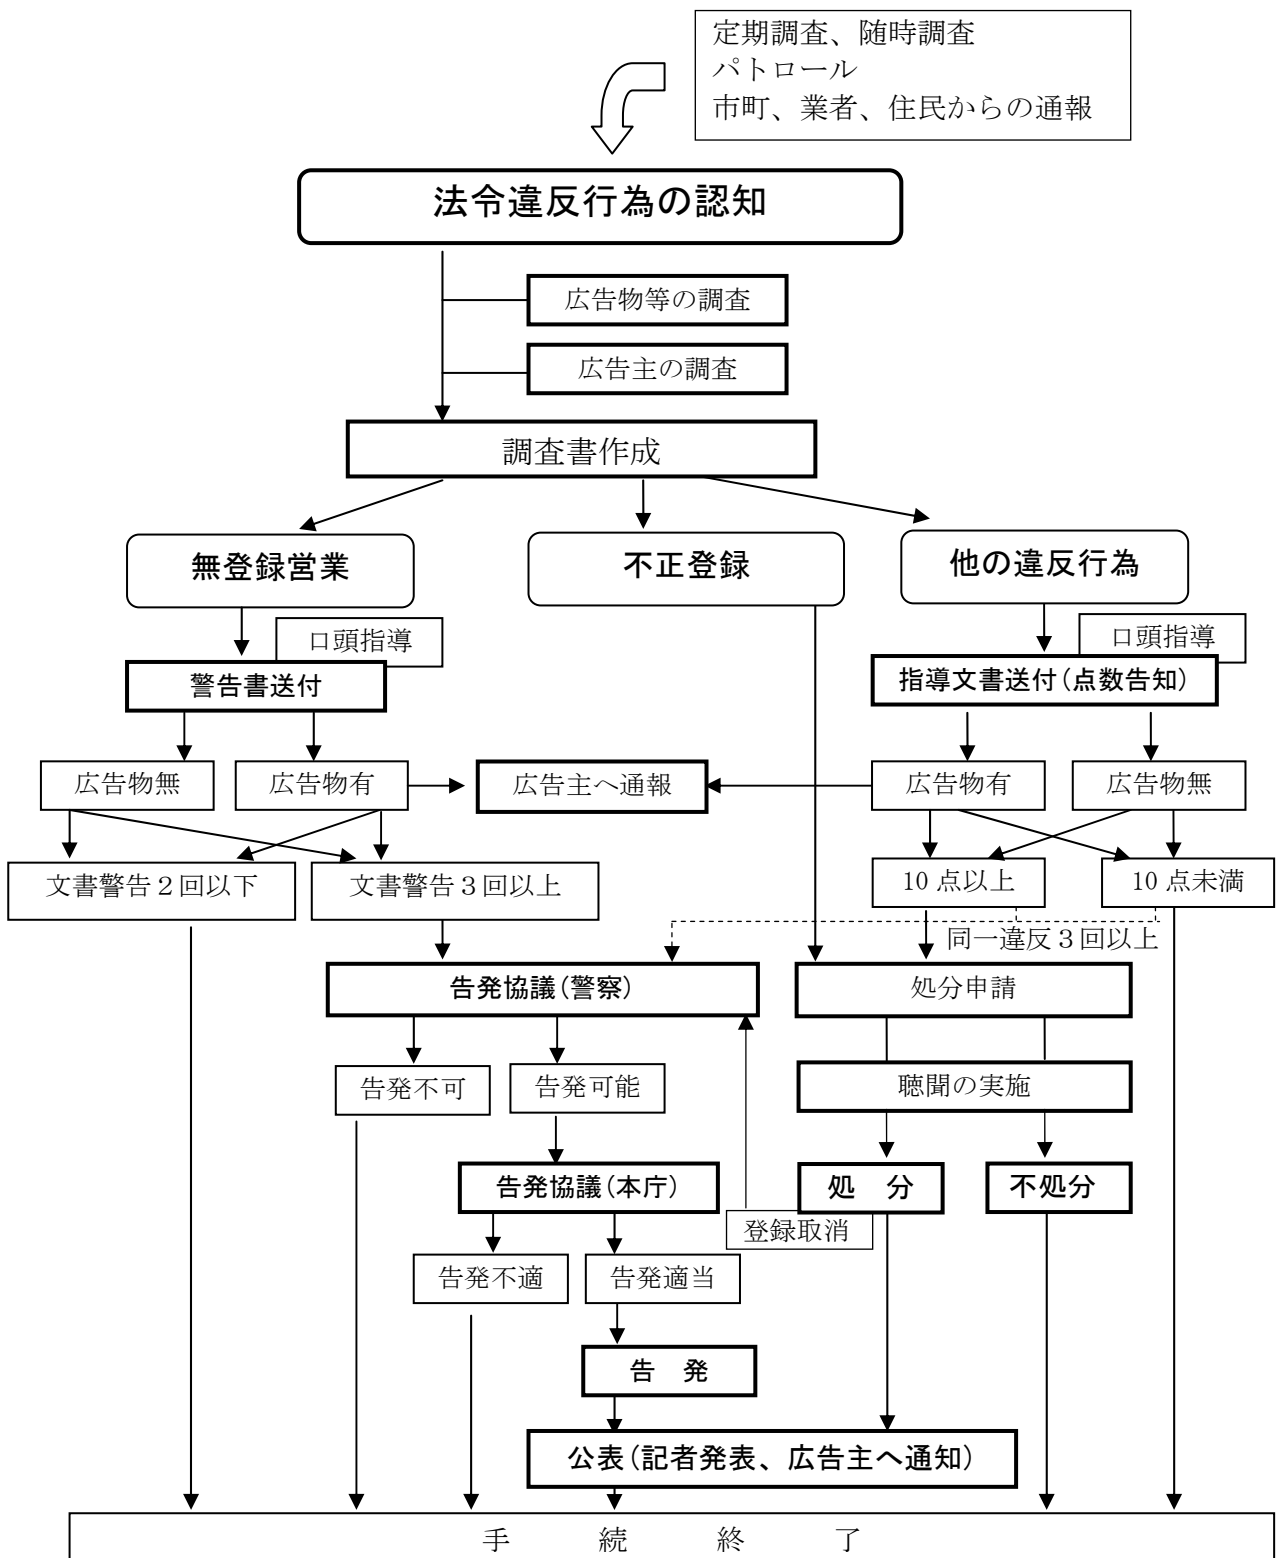 定期調査、随時調査
パトロール
市町、業者、住民からの通報
法令違反行為の認知
広告物等の調査
広告主の調査
調査書作成
無登録営業
不正登録
他の違反行為
口頭指導
口頭指導
警告書送付
指導文書送付(点数告知)
広告物無
広告物有
広告主へ通報
広告物有
広告物無
文書警告2回以下
文書警告3回以上
10点以上
10点未満
同一違反3回以上
告発協議(警察)
処分申請
告発不可
告発可能
聴聞の実施
告発協議(本庁)
処 分
不処分
登録取消
告発不適
告発適当
告 発
公表(記者発表、広告主へ通知)
手 続 終 了